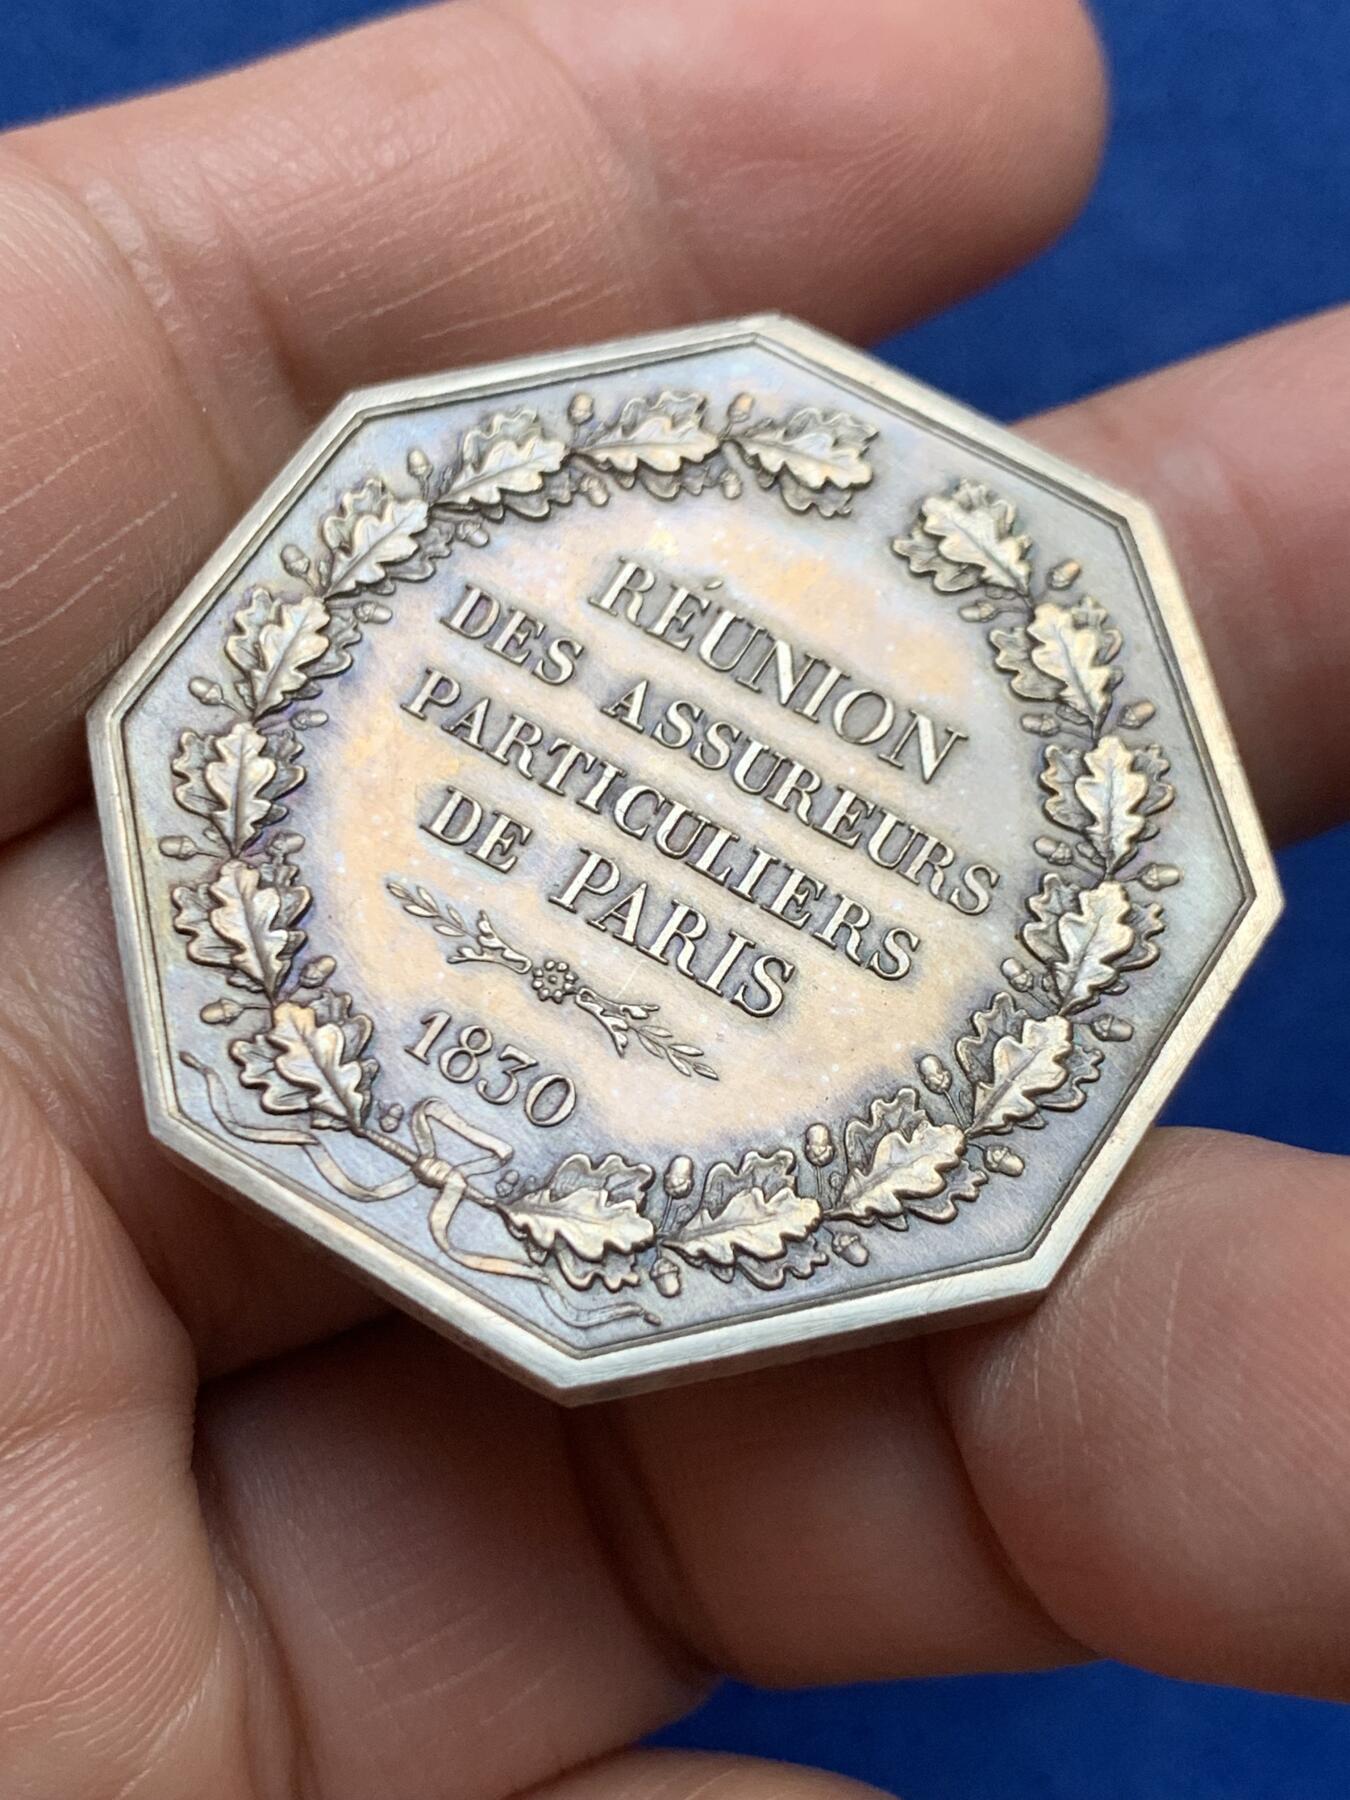 RÉUNION
DES ASSUREURS
PARTICULIERS
DE PARIS
1830